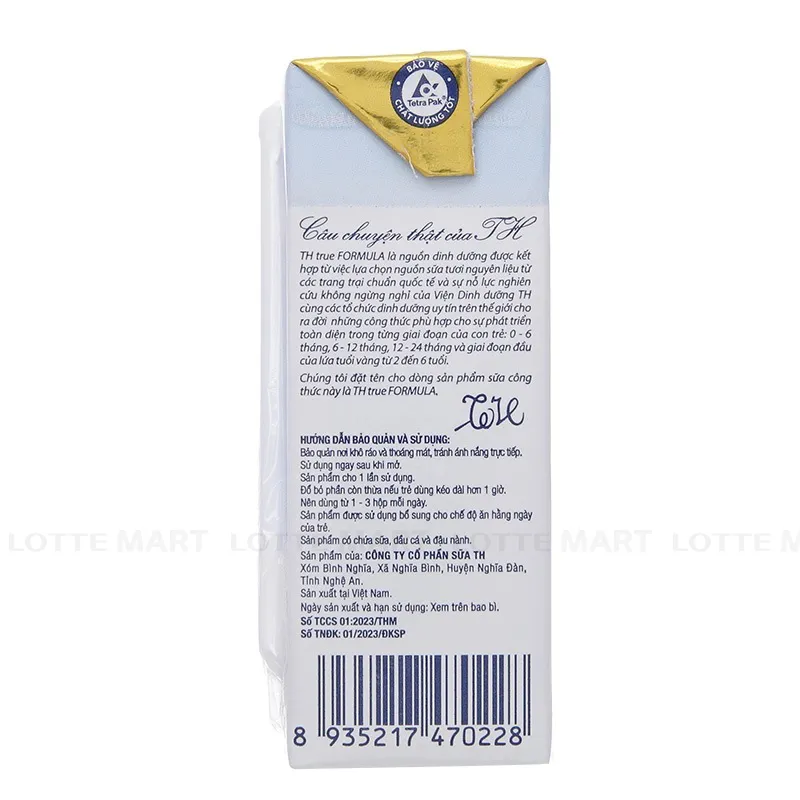 BẢO VỆ
Tetra Pak®
CHẤT LƯỢNG TỐT
Câu chuyện thật của TH
TH true FORMULA là nguồn dinh dưỡng được kết
hợp từ việc lựa chọn nguồn sữa tươi nguyên liệu từ
các trang trại chuẩn quốc tế và sự nỗ lực nghiên
cứu không ngừng nghỉ của Viện Dinh dưỡng TH
cùng các tổ chức dinh dưỡng uy tín trên thế giới cho
ra đời những công thức phù hợp cho sự phát triển
toàn diện trong từng giai đoạn của con trẻ: 0 - 6
tháng, 6 - 12 tháng, 12 - 24 tháng và giai đoạn đầu
của lứa tuổi vàng từ 2 đến 6 tuổi.
Chúng tôi đặt tên cho dòng sản phẩm sữa công
thức này là TH true FORMULA.
TH
HƯỚNG DẪN BẢO QUẢN VÀ SỬ DỤNG:
Bảo quản nơi khô ráo và thoáng mát, tránh ánh nắng trực tiếp.
Sử dụng ngay sau khi mở.
Sản phẩm cho 1 lần sử dụng.
Đổ bỏ phần còn thừa nếu trẻ dùng kéo dài hơn 1 giờ.
Nên dùng từ 1 - 3 hộp mỗi ngày.
Sản phẩm được sử dụng bổ sung cho chế độ ăn hằng ngày
của trẻ.
Sản phẩm có chứa sữa, dầu cá và đậu nành.
LOTTE MART LOTTE MART LOTTE MART
Sản phẩm của: CÔNG TY CỔ PHẦN SỮA TH
Xóm Bình Nghĩa, Xã Nghĩa Bình, Huyện Nghĩa Đàn,
Tỉnh Nghệ An.
Sản xuất tại Việt Nam.
Ngày sản xuất và hạn sử dụng: Xem trên bao bì.
Số TCCS 01:2023/THM
Số TNĐK: 01/2023/ĐKSP
8 935217 470228